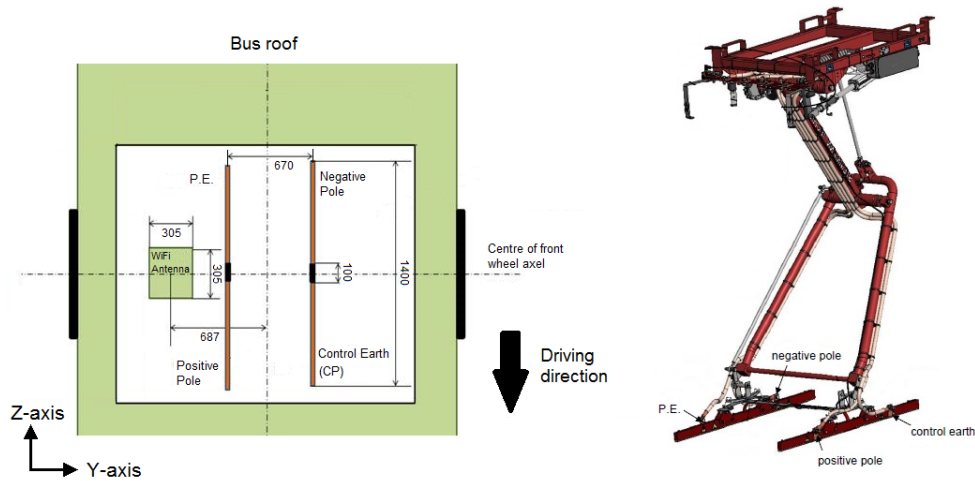 Bus roof
670
P.E.
Negative
Pole
305
WiFi
Antenna
305
100
1400
Centre of front
wheel axel
687
Positive
Pole
Control Earth
(CP)
Driving
direction
Z-axis
Y-axis
negative pole
P.E.
control earth
positive pole